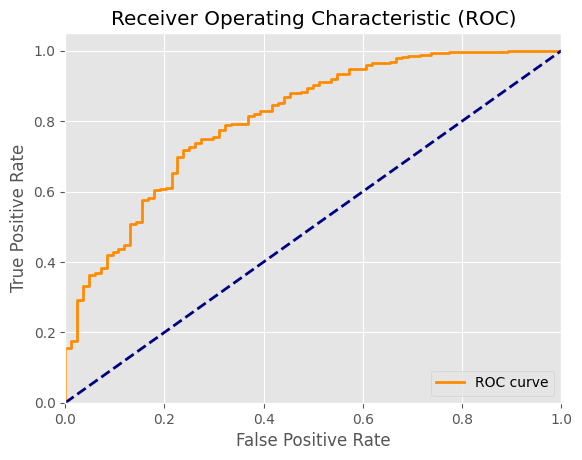 Receiver Operating Characteristic (ROC)
True Positive Rate
1.0
0.8
0.6
0.4
0.2
0.0
0.0 0.2 0.4 0.6 0.8 1.0
False Positive Rate
ROC curve